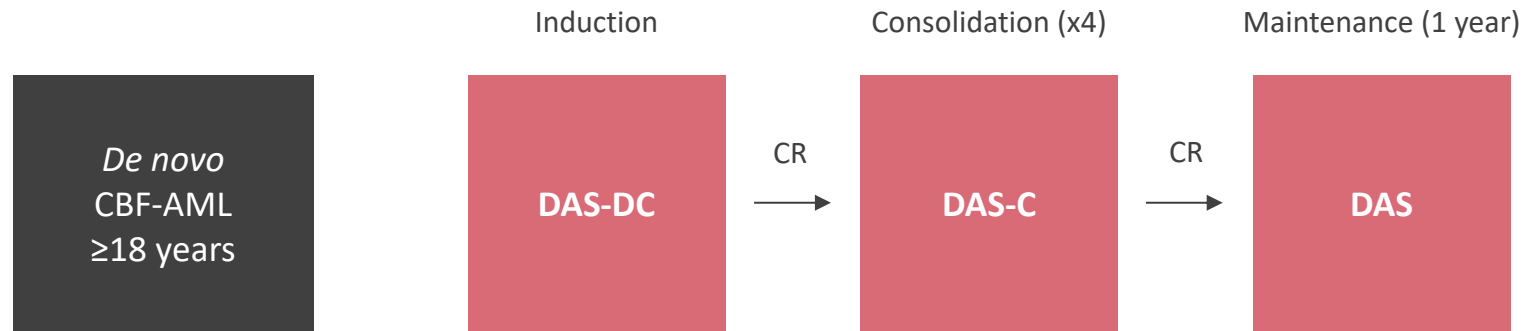 Induction
Consolidation (x4)
Maintenance (1 year)
De novo
CBF-AML
≥18 years
DAS-DC
CR
DAS-C
CR
DAS